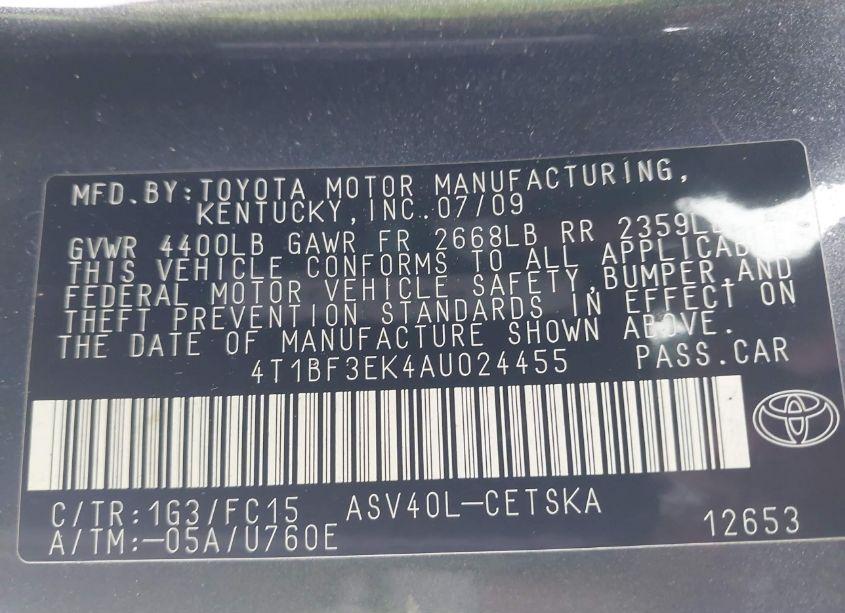 MFD.BY:TOYOTA MOTOR MANUFACTURING,
KENTUCKY,INC. 07/09
GVWR 4400LB GAWR FR 2668LB RR
THIS VEHICLE CONFORMS TO ALL
FEDERAL MOTOR VEHICLE SAFETY,BUMPER,AND
THEFT PREVENTION STANDARDS IN EFFECT ON
THE DATE OF MANUFACTURE SHOWN ABOVE.
4T1BF3EK4AU024455 PASS.CAR
C/TR:1G3/FC15 ASV40L-CETSKA
A/TM:-05A/U760E 12653